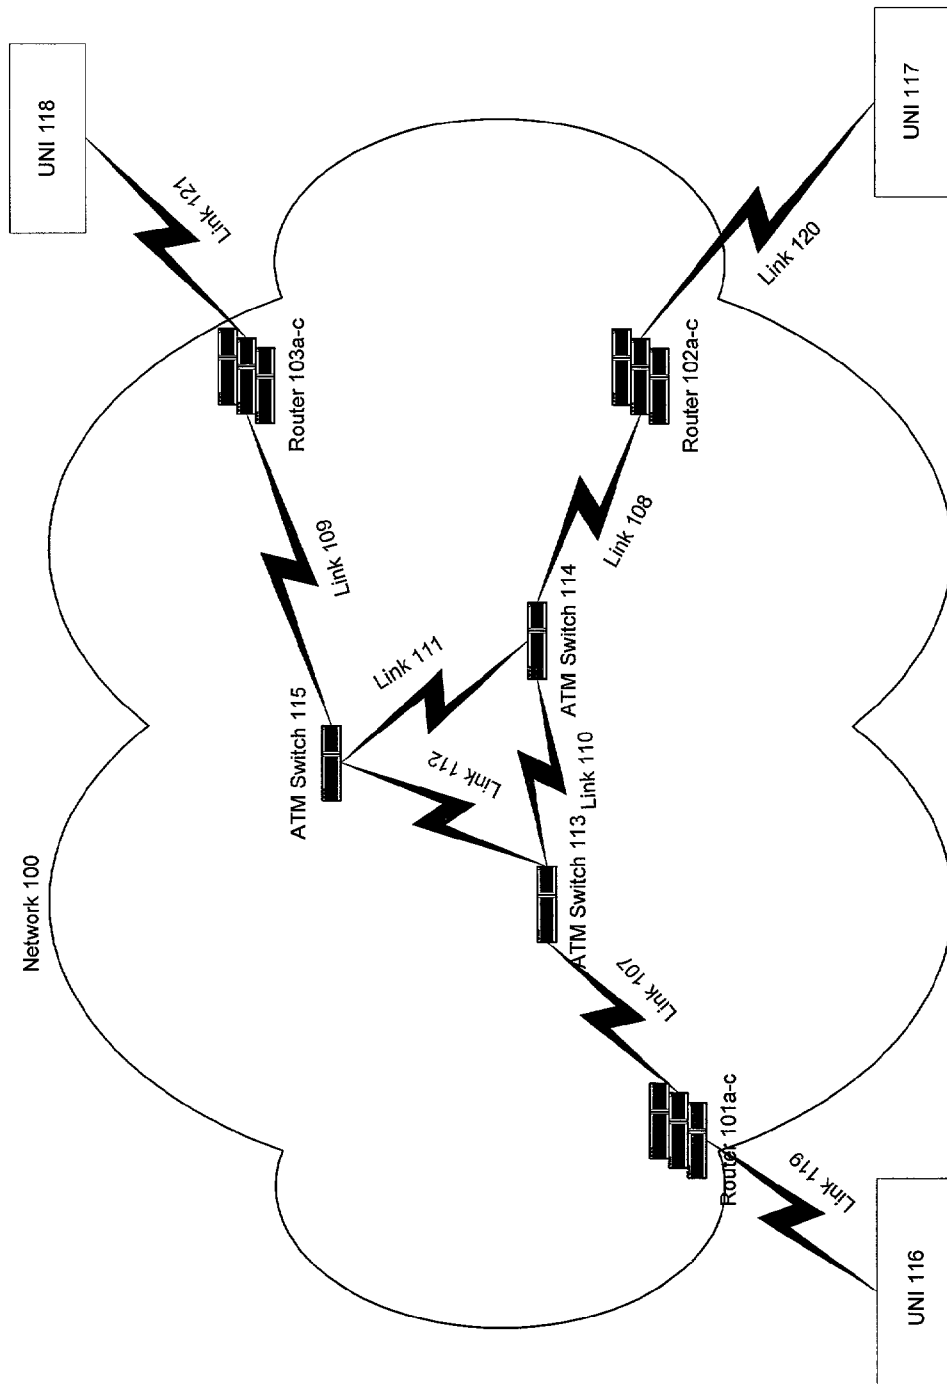 Network 100
UNI 118
Link 121
Router 103a-c
Link 109
ATM Switch 115
Link 111
Link 112
ATM Switch 114
Link 110
ATM Switch 113
Link 108
Router 102a-c
Link 120
UNI 117
Link 107
Router 101a-c
Link 119
UNI 116